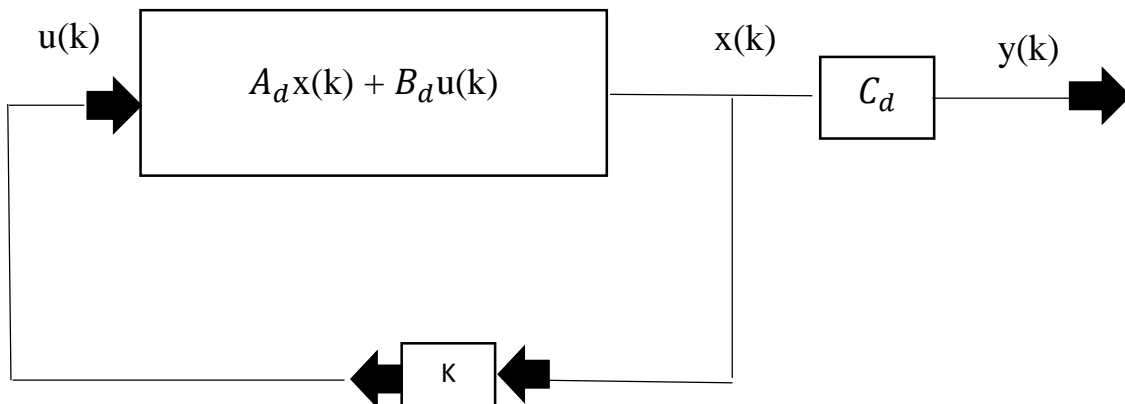 u(k)
A_d x(k) + B_d u(k)
x(k)
C_d
y(k)
K